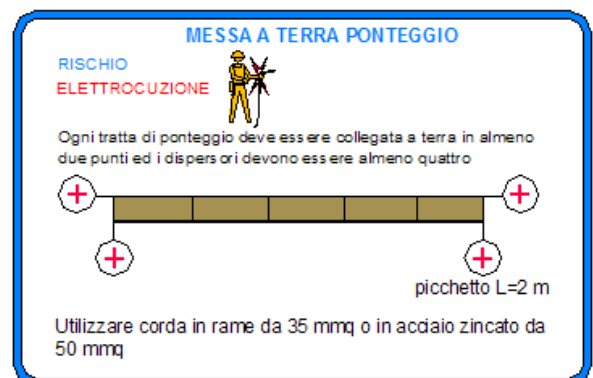 MESSA A TERRA PONTEGGIO
RISCHIO
ELETTROCUZIONE
Ogni tratta di ponteggio deve essere collegata a terra in almeno
due punti ed i dispersori devono essere almeno quattro
picchetto L=2 m
Utilizzare corda in rame da 35 mmq o in acciaio zincato da
50 mmq